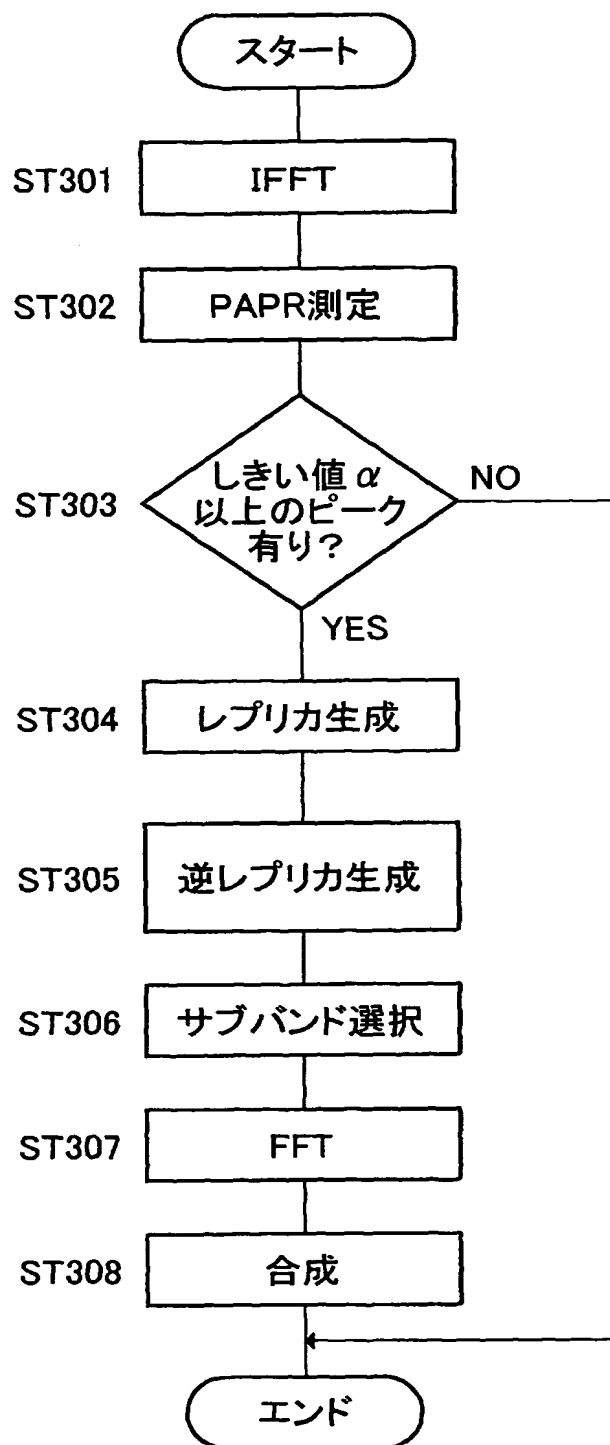 スタート
ST301
IFFT
ST302
PAPR測定
ST303
しきい値α
以上のピーク
有り?
NO
YES
ST304
レプリカ生成
ST305
逆レプリカ生成
ST306
サブバンド選択
ST307
FFT
ST308
合成
エンド